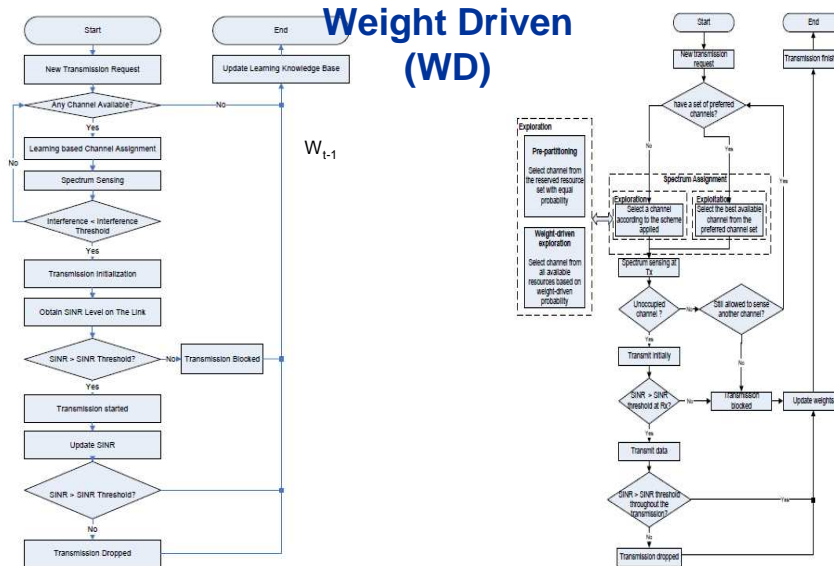 Weight Driven
(WD)
Start
End
New Transmission Request
Update Learning Knowledge Base
Any Channel Available?
No
Yes
Learning based Channel Assignment
No
Spectrum Sensing
Interference < Interference
Threshold
Yes
Transmission Initialization
Obtain SINR Level on The Link
SINR > SINR Threshold?
No
Transmission Blocked
Yes
Transmission started
Update SINR
SINR > SINR Threshold?
No
Transmission Dropped
Wt-1
Start
End
New transmission
request
Transmission finish
have a set of preferred
channels?
No
Yes
Yes
Exploration
Pre-partitioning
Select channel from
the reserved resource
set with equal
probability
Weight-driven
exploration
Select channel from
all available
resources based on
weight-driven
probability
Spectrum Assignment
Exploration
Select a channel
according to the scheme
applied
Exploitation
Select the best available
channel from the
preferred channel set
Spectrum sensing at
Tx
Unoccupied
channel ?
No
Still allowed to sense
another channel?
Yes
No
Transmit initially
SINR > SINR
threshold at Rx?
No
Transmission
blocked
Update weights
Yes
Transmit data
SINR > SINR threshold
throughout the
transmission?
Yes
No
Transmission dropped